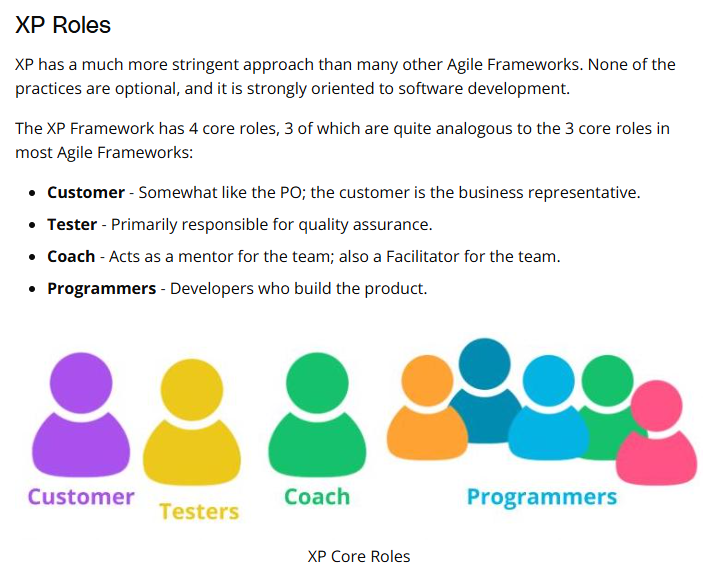 XP Roles
XP has a much more stringent approach than many other Agile Frameworks. None of the
practices are optional, and it is strongly oriented to software development.
The XP Framework has 4 core roles, 3 of which are quite analogous to the 3 core roles in
most Agile Frameworks:
• Customer - Somewhat like the PO; the customer is the business representative.
• Tester - Primarily responsible for quality assurance.
• Coach - Acts as a mentor for the team; also a Facilitator for the team.
• Programmers - Developers who build the product.
Customer
Testers
Coach
Programmers
XP Core Roles